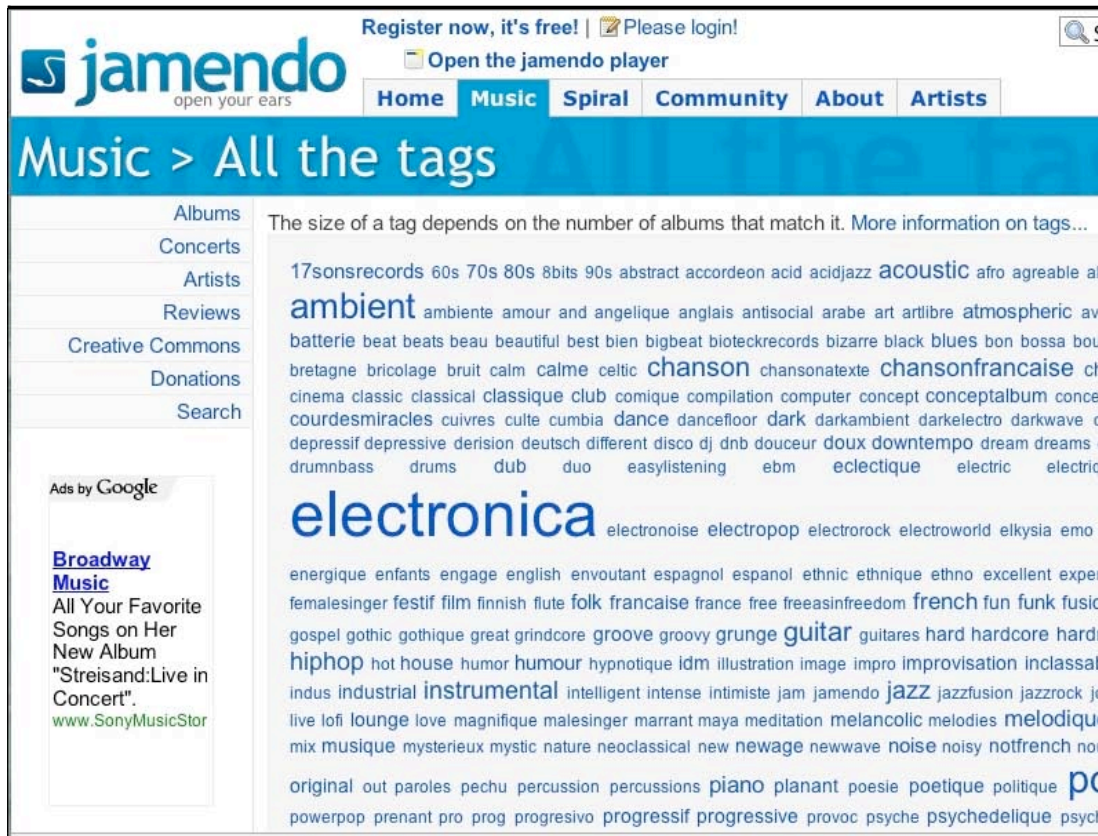 Register now, it's free! | Please login!
jamendo
open your ears
Open the jamendo player
Home Music Spiral Community About Artists
Music > All the tags
Albums
Concerts
Artists
Reviews
Creative Commons
Donations
Search
Ads by Google
Broadway
Music
All Your Favorite
Songs on Her
New Album
"Streisand:Live in
Concert".
www.SonyMusicStor
The size of a tag depends on the number of albums that match it. More information on tags...
17sonsrecords 60s 70s 80s 8bits 90s abstract accordeon acid acidjazz acoustic afro agreable
ambient ambiente amour and angelique anglais antisocial arabe art artlibre atmospheric
batterie beat beats beau beautiful best bien bigbeat bioteckrecords bizarre black blues bon bossa
bretagne bricolage bruit calm calme celtic chanson chansonatexte chansonfrancaise
cinema classic classical classique club comique compilation computer concept conceptalbum
courdesmiracles cuivres culte cumbia dance dancefloor dark darkambient darkelectro darkwave
depressif depressive derision deutsch different disco dj dnb douceur doux downtempo dream dreams
drumnbass drums dub duo easylistening ebm eclectique electric
electronica electronoise electropop electrorock electroworld elkysia emo
energique enfants engage english envoutant espagnol espanol ethnic ethnique ethno excellent
femalesinger festif film finnish flute folk francaise france free freeasinfreedom french fun funk
gospel gothic gothique great grindcore groove groovy grunge guitar guitares hard hardcore
hiphop hot house humor humour hypnotique idm illustration image impro improvisation
indus industrial instrumental intelligent intense intimiste jam jamendo jazz jazzfusion jazzrock
live lofi lounge love magnifique malesinger marrant maya meditation melancolic melodies
mix musique mysterieux mystic nature neoclassical new newage newwave noise noisy notfrench
original out paroles pechu percussion percussions piano planant poesie poetique politique
powerpop prenant pro prog progresivo progressif progressive provoc psyche psychedelique